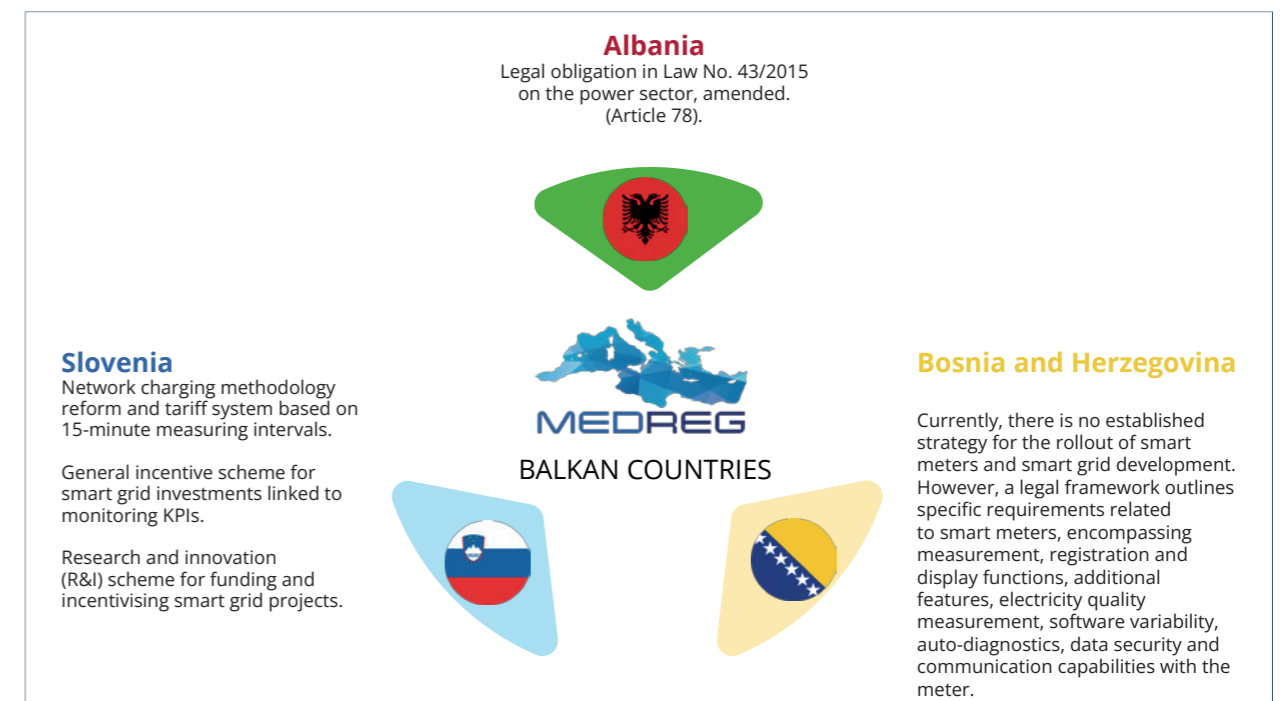 Albania
Legal obligation in Law No. 43/2015
on the power sector, amended.
(Article 78).
Slovenia
Network charging methodology
reform and tariff system based on
15-minute measuring intervals.
General incentive scheme for
smart grid investments linked to
monitoring KPIs.
Research and innovation
(R&I) scheme for funding and
incentivising smart grid projects.
MEDREG
BALKAN COUNTRIES
Bosnia and Herzegovina
Currently, there is no established
strategy for the rollout of smart
meters and smart grid development.
However, a legal framework outlines
specific requirements related
to smart meters, encompassing
measurement, registration and
display functions, additional
features, electricity quality
measurement, software variability,
auto-diagnostics, data security and
communication capabilities with the
meter.